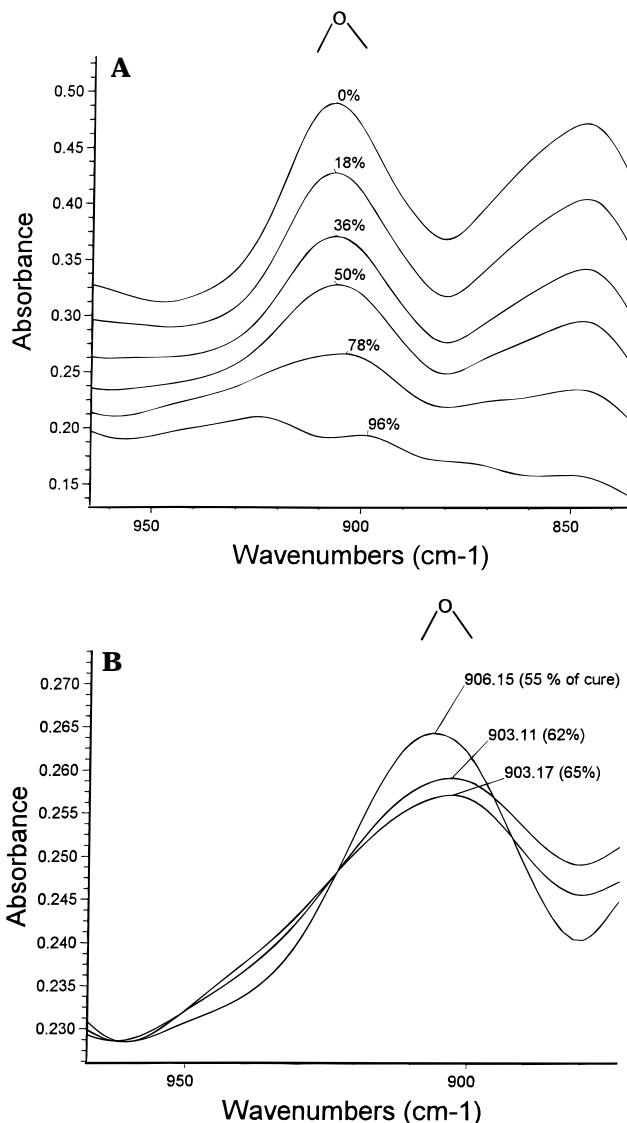 O
A
0%
18%
36%
50%
78%
96%
0.50
0.45
0.40
0.35
0.30
0.25
0.20
0.15
Absorbance
950 900 850
Wavenumbers (cm-1)
O
B
906.15 (55 % of cure)
903.11 (62%)
903.17 (65%)
0.270
0.265
0.260
0.255
0.250
0.245
0.240
0.235
0.230
Absorbance
950 900
Wavenumbers (cm-1)